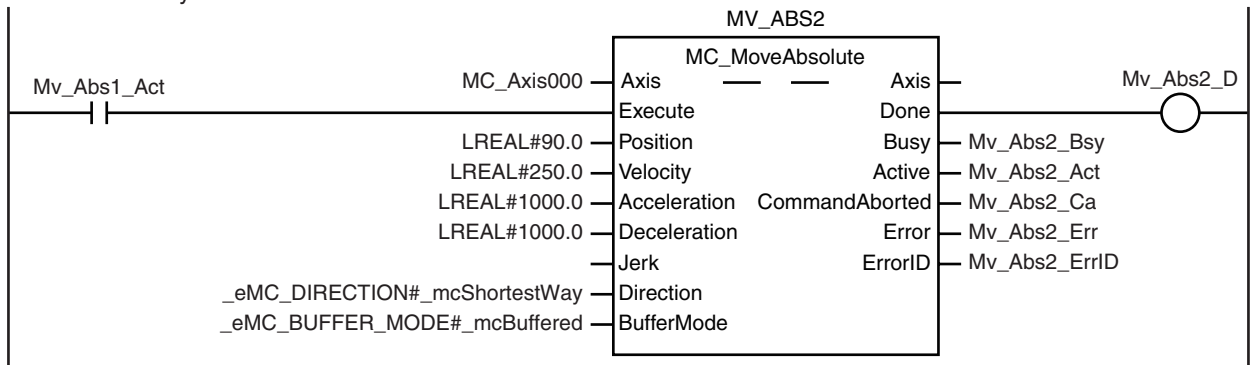 MV_ABS2
MC_MoveAbsolute
Mv_Abs1_Act
MC_Axis000 Axis Axis Mv_Abs2_D
Execute Done
LREAL#90.0 Position Busy Mv_Abs2_Bsy
LREAL#250.0 Velocity Active Mv_Abs2_Act
LREAL#1000.0 Acceleration CommandAborted Mv_Abs2_Ca
LREAL#1000.0 Deceleration Error Mv_Abs2_Err
Jerk ErrorID Mv_Abs2_ErrID
_eMC_DIRECTION#_mcShortestWay Direction
_eMC_BUFFER_MODE#_mcBuffered BufferMode